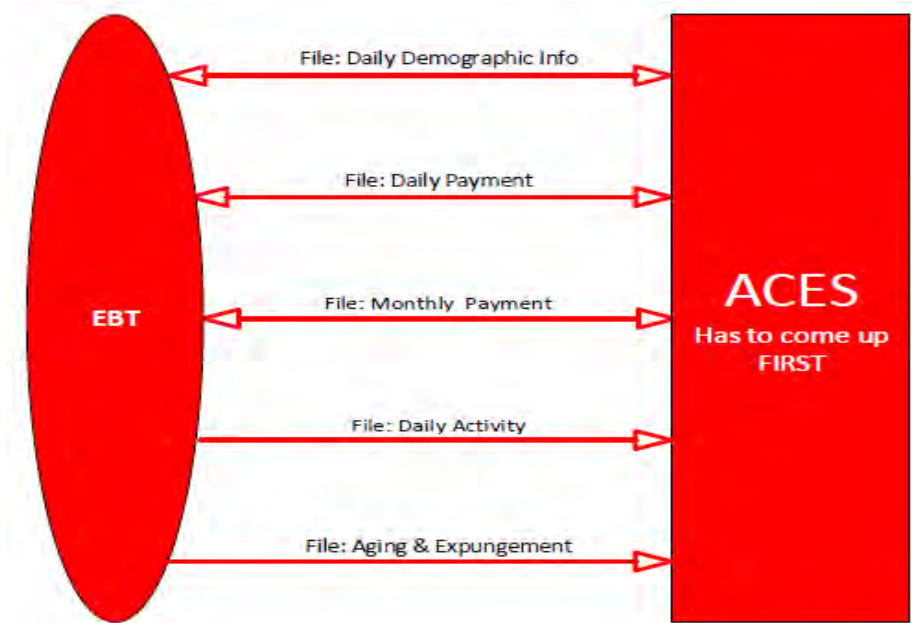 File: Daily Demographic Info
File: Daily Payment
File: Monthly Payment
EBT
ACES
Has to come up
FIRST
File: Daily Activity
File: Aging & Expungement